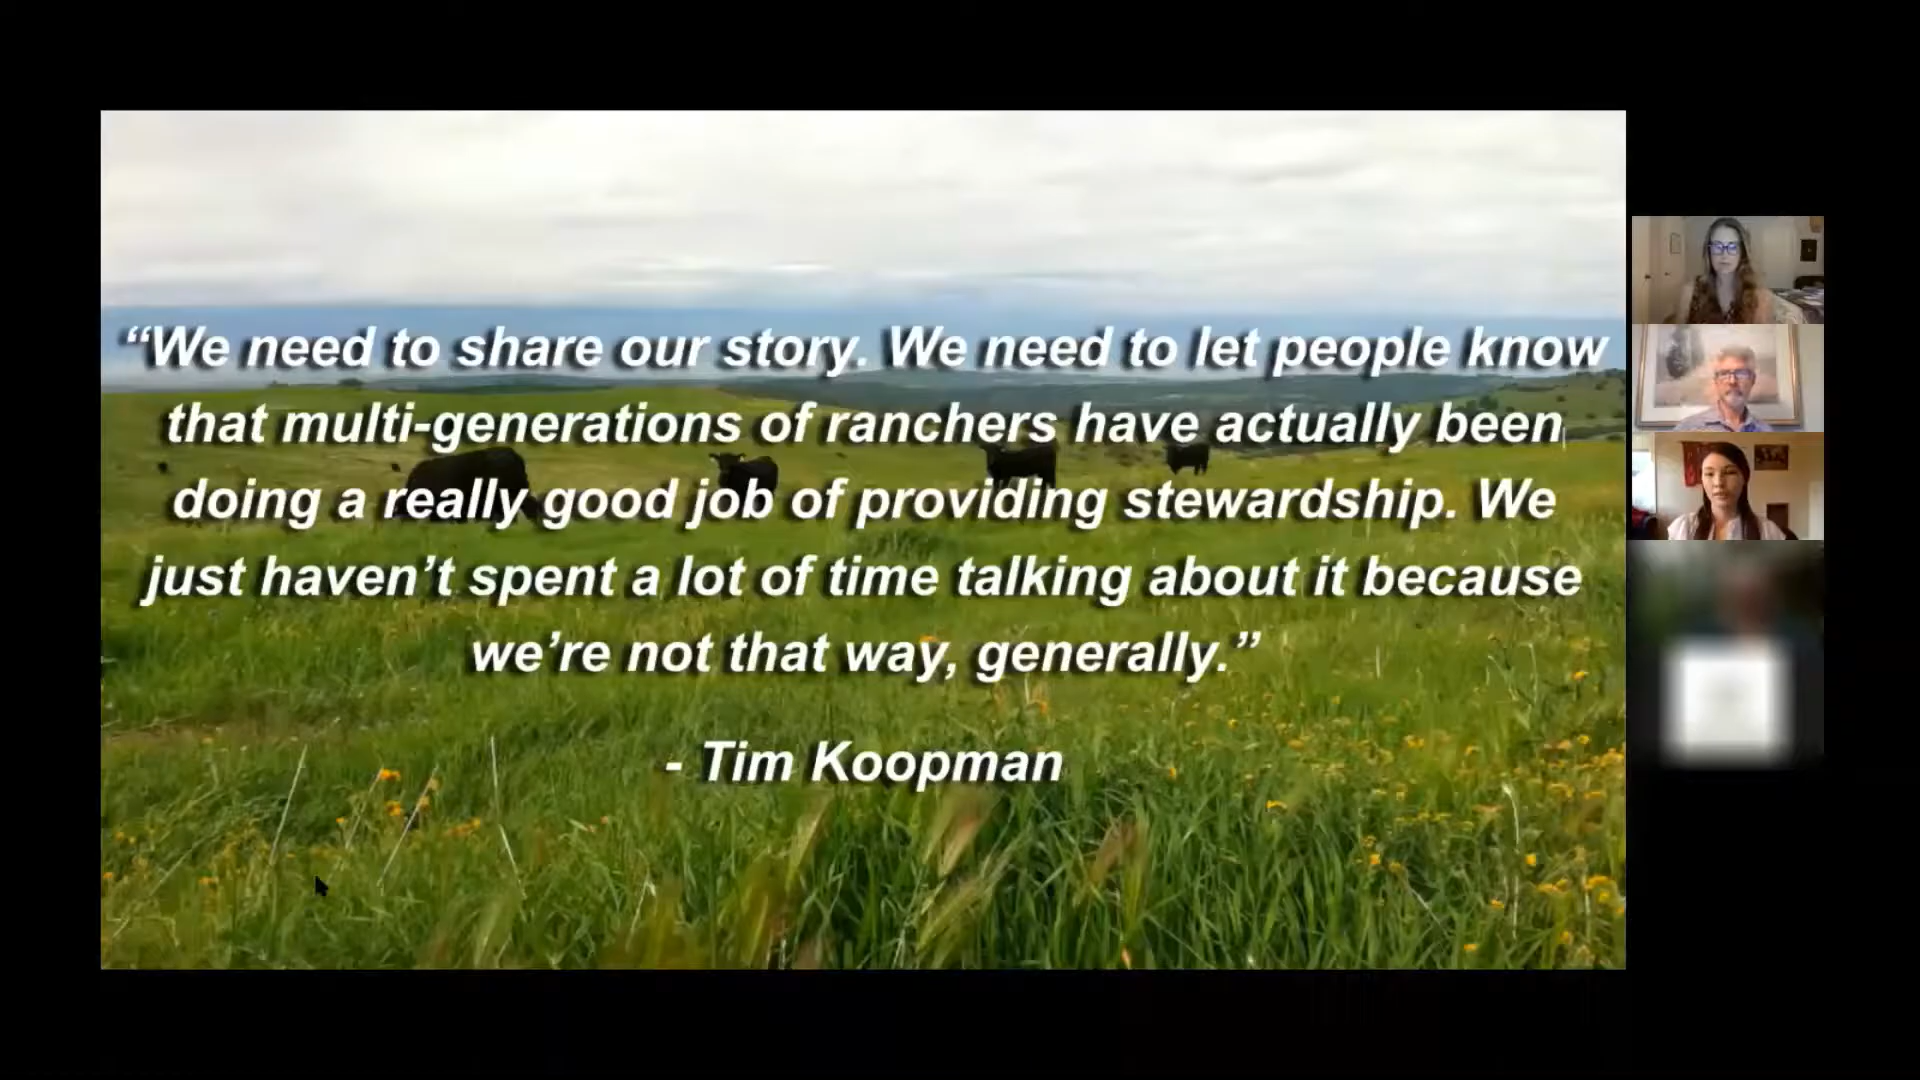 “We need to share our story. We need to let people know
that multi-generations of ranchers have actually been
doing a really good job of providing stewardship. We
just haven’t spent a lot of time talking about it because
we’re not that way, generally.”
- Tim Koopman